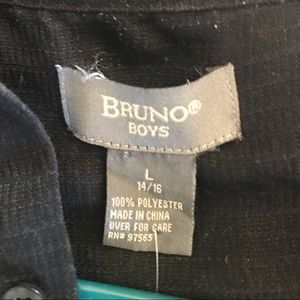 BRUNO
BOYS
L
14/16
100% POLYESTER
MADE IN CHINA
OVER FOR CARE
RN# 97565